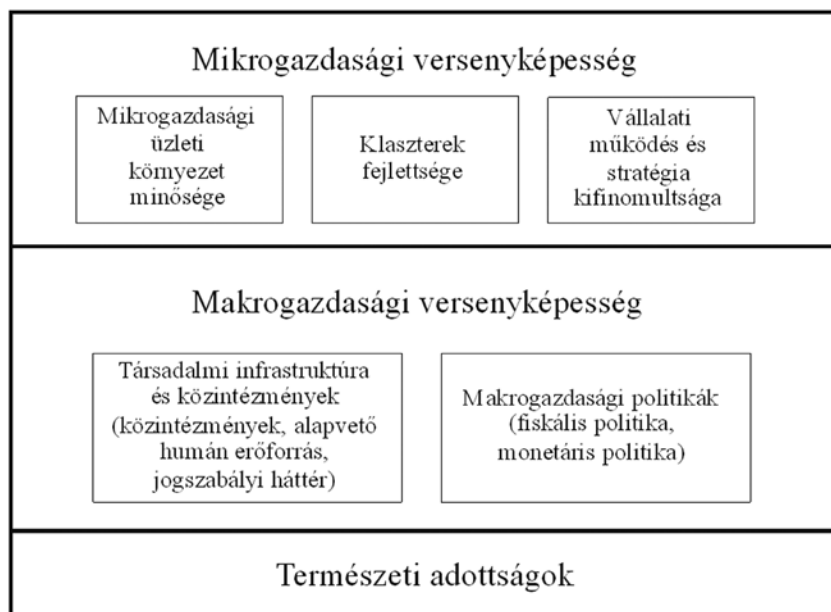 Mikrogazdasági versenyképesség
Mikrogazdasági
üzleti
környezet
minősége
Klaszterek
fejlettsége
Vállalati
működés és
stratégia
kifinomultsága
Makrogazdasági versenyképesség
Társadalmi infrastruktúra
és közintézmények
(közintézmények, alapvető
humán erőforrás,
jogszabályi háttér)
Makrogazdasági politikák
(fiskális politika,
monetáris politika)
Természeti adottságok